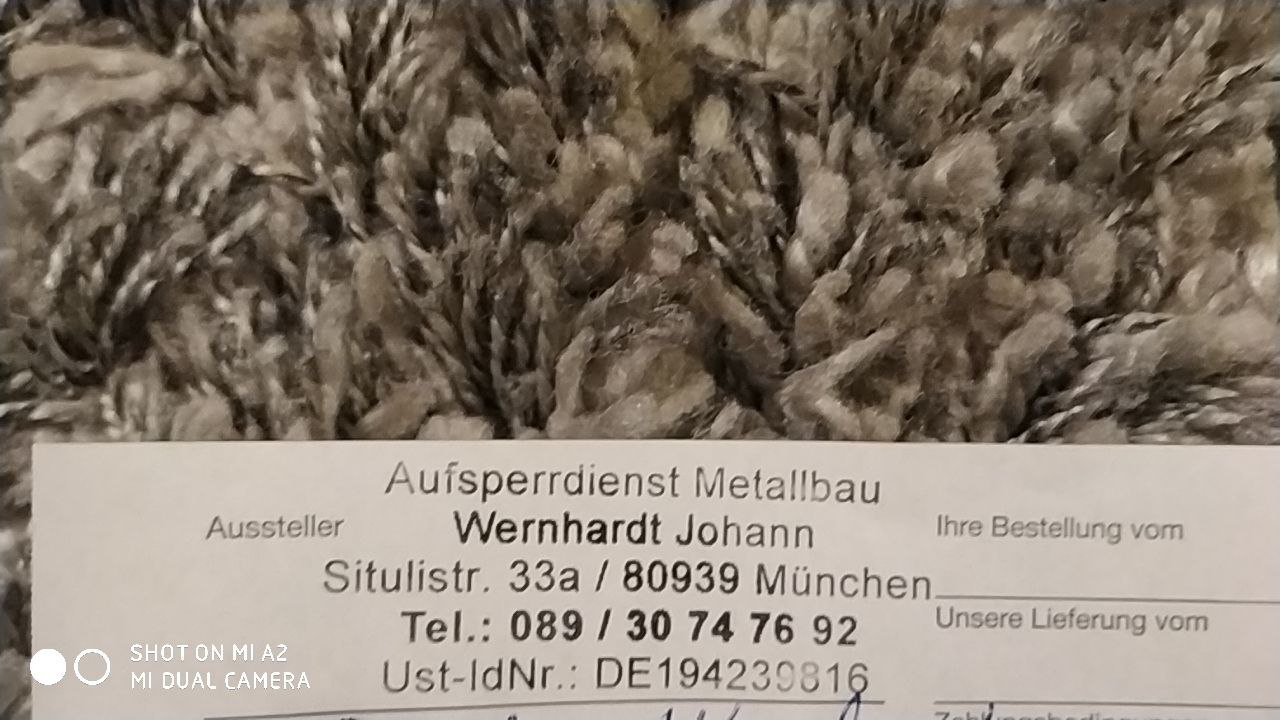 Aufsperrdienst Metallbau
Aussteller
Wernhardt Johann
Ihre Bestellung vom
Situlistr. 33a / 80939 München
Unsere Lieferung vom
Tel.: 089 / 30 74 76 92
Ust-IdNr.: DE194239816
SHOT ON MI A2
MI DUAL CAMERA